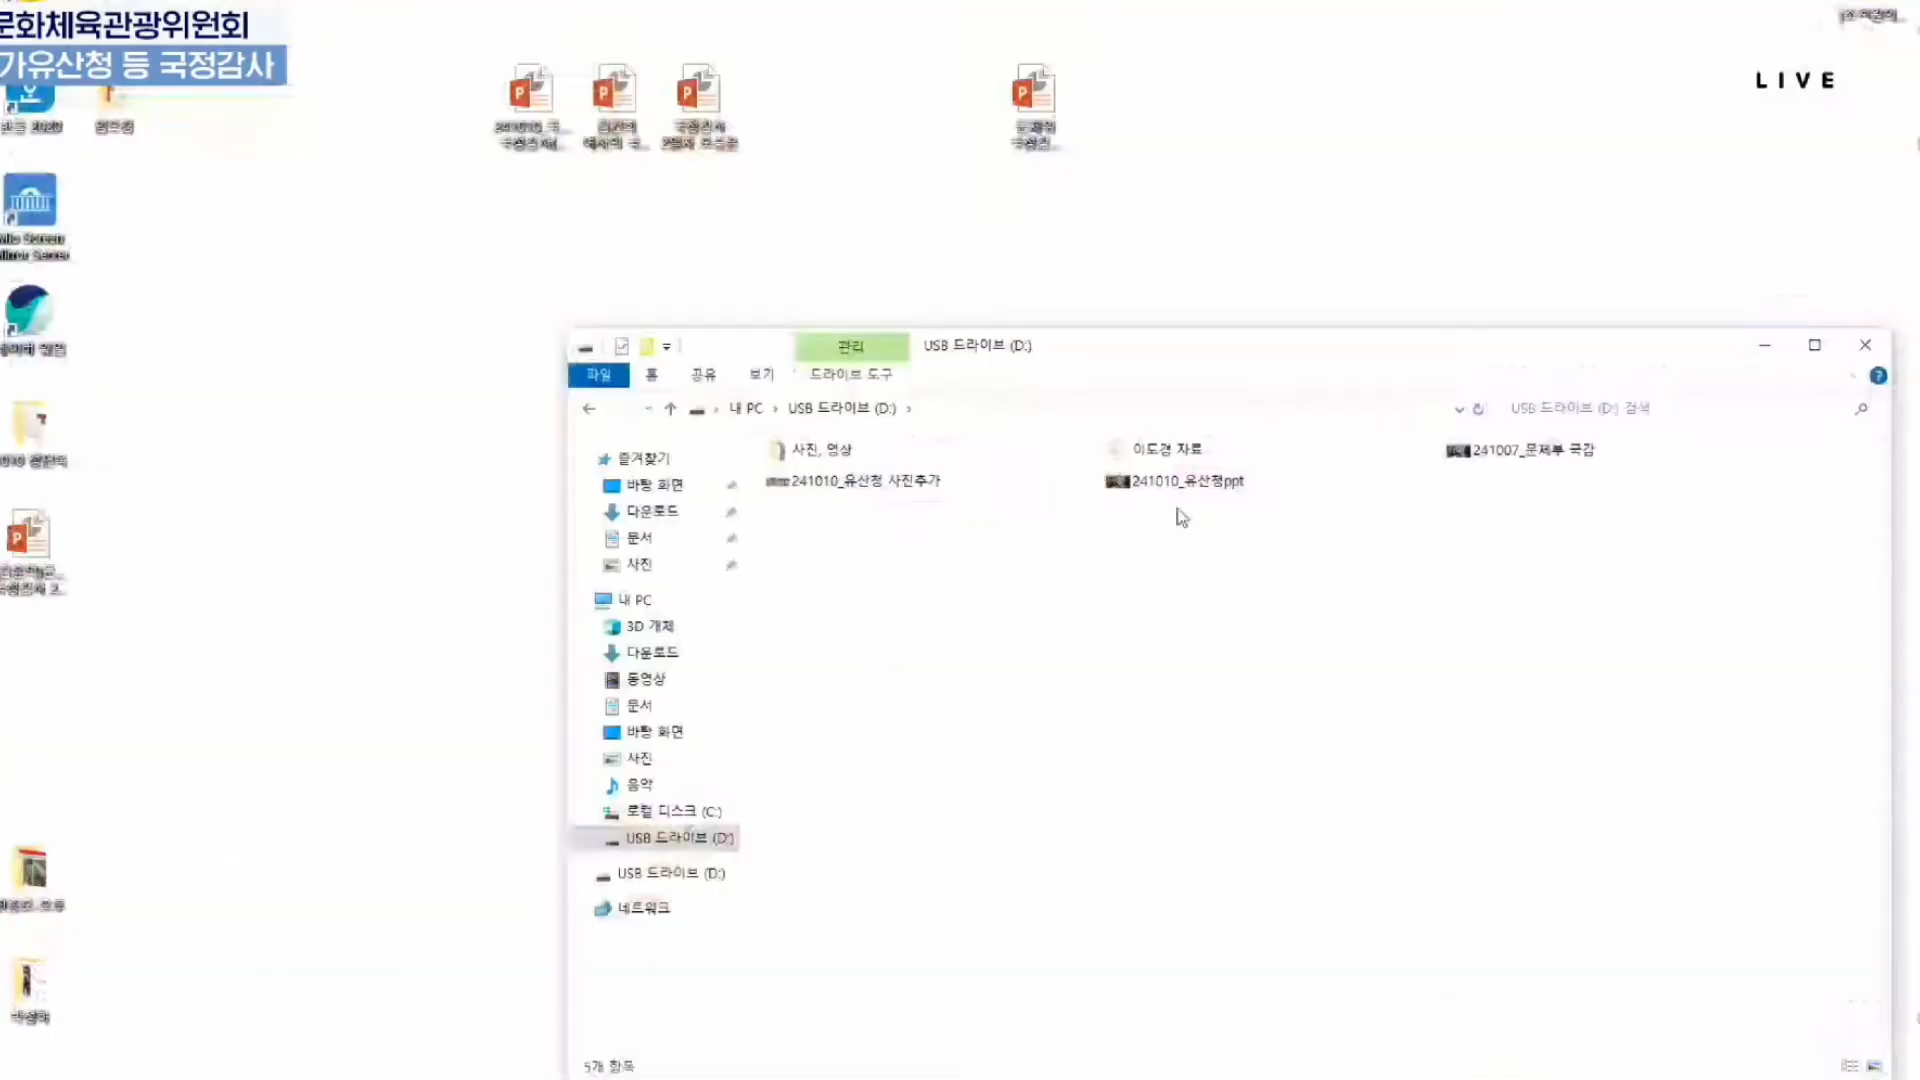 문화체육관광위원회
가유산청 등 국정감사
LIVE
관리
USB 드라이브 (D:)
파일
홈
공유
보기
드라이브 도구
내 PC
USB 드라이브 (D:)
USB 드라이브 (D:) 검색
즐겨찾기
바탕 화면
다운로드
문서
사진
내 PC
3D 개체
다운로드
동영상
문서
바탕 화면
사진
음악
로컬 디스크 (C:)
USB 드라이브 (D:)
USB 드라이브 (D:)
네트워크
사진, 영상
이도경 자료
241007_문체부 국감
241010_유산청 사진추가
241010_유산청ppt
5개 항목